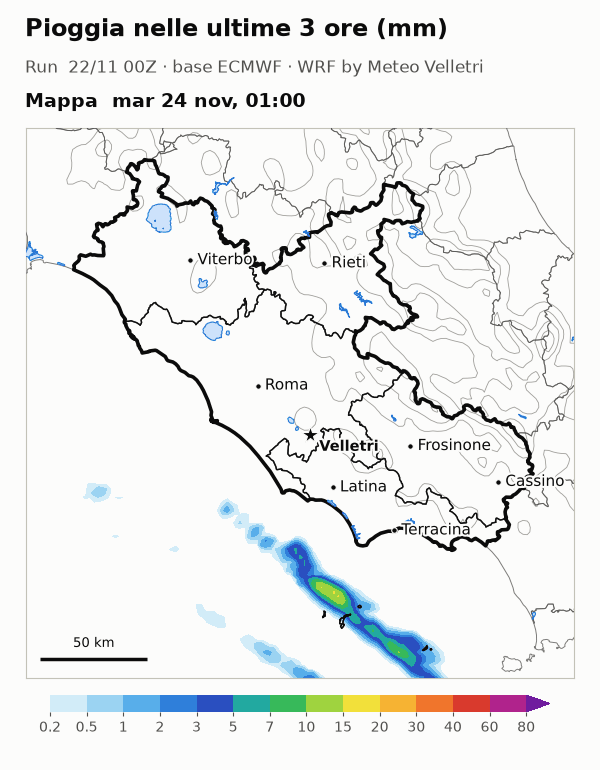 Pioggia nelle ultime 3 ore (mm)
Run  22/11 00Z · base ECMWF · WRF by Meteo Velletri
Mappa  mar 24 nov, 01:00
Viterbo
Rieti
Roma
Velletri
Frosinone
Latina
Cassino
Terracina
50 km
0.2 0.5 1 2 3 5 7 10 15 20 30 40 60 80